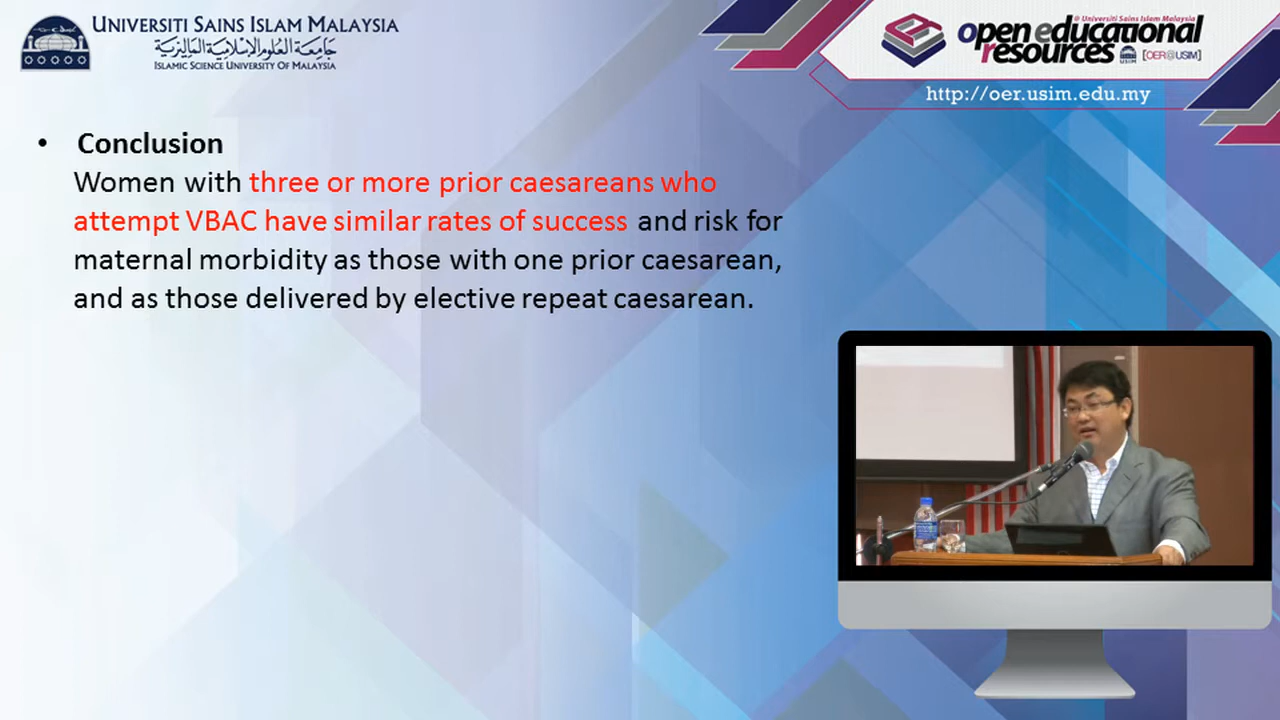 UNIVERSITI SAINS ISLAM MALAYSIA
جامعة العلوم الإسلامية الماليزية
ISLAMIC SCIENCE UNIVERSITY OF MALAYSIA
@ Universiti Sains Islam Malaysia
open educational
resources
USIM
[OER@USIM]
http://oer.usim.edu.my
• Conclusion
Women with three or more prior caesareans who
attempt VBAC have similar rates of success and risk for
maternal morbidity as those with one prior caesarean,
and as those delivered by elective repeat caesarean.